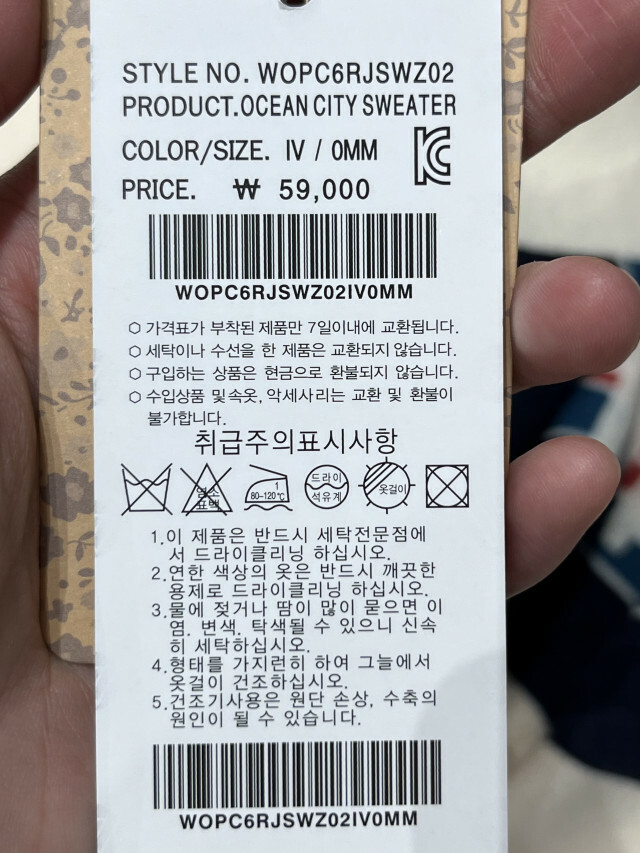 STYLE NO. WOPC6RJSWZ02
PRODUCT.OCEAN CITY SWEATER
COLOR/SIZE. IV / 0MM
PRICE. ₩ 59,000
WOPC6RJSWZ02IV0MM
가격표가 부착된 제품만 7일이내에 교환됩니다.
세탁이나 수선을 한 제품은 교환되지 않습니다.
구입하는 상품은 현금으로 환불되지 않습니다.
수입상품 및속옷, 악세사리는 교환 및 환불이
불가합니다.
취급주의표시사항
염소
표백
1
80~120℃
드라이
석유계
옷걸이
1.이 제품은 반드시 세탁전문점에
서 드라이클리닝 하십시오.
2.연한 색상의 옷은 반드시 깨끗한
용제로 드라이클리닝 하십시오.
3.물에 젖거나 땀이 많이 묻으면 이
염. 변색. 탁색될 수 있으니 신속
히 세탁하십시오.
4.형태를 가지런히 하여 그늘에서
옷걸이 건조하십시오.
5.건조기사용은 원단 손상, 수축의
원인이 될 수 있습니다.
WOPC6RJSWZ02IV0MM